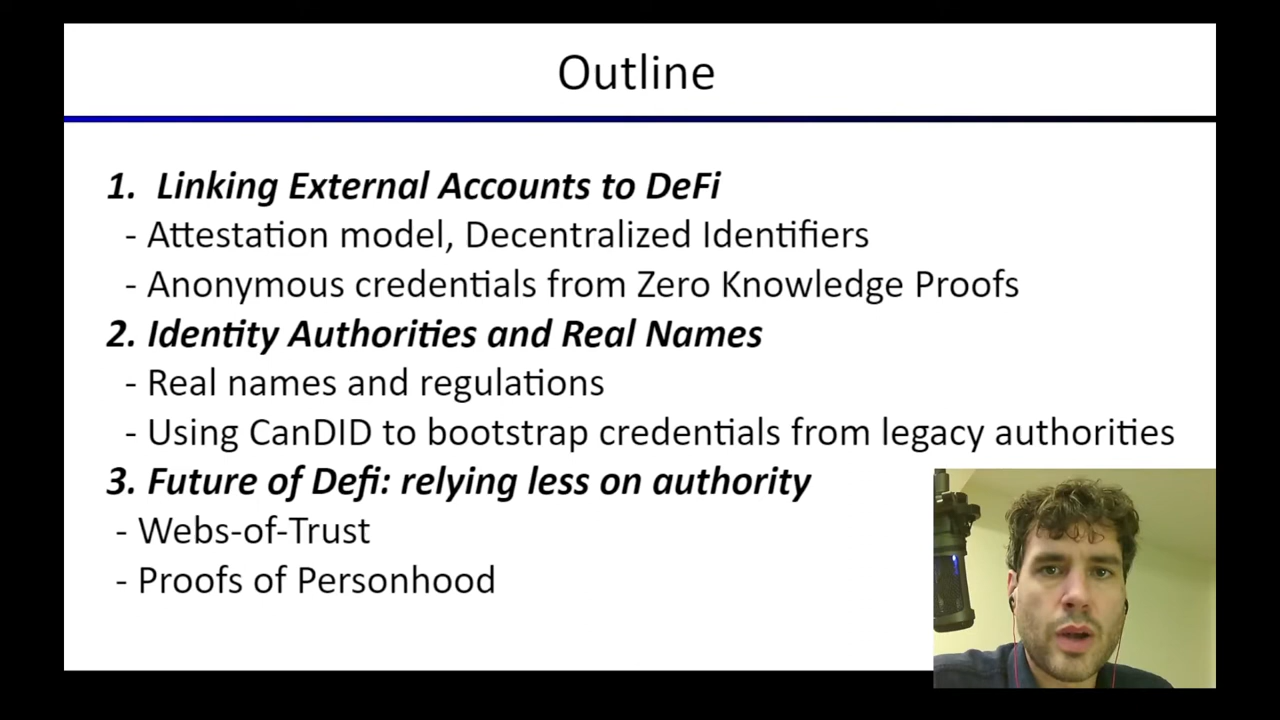 Outline
1. Linking External Accounts to DeFi
- Attestation model, Decentralized Identifiers
- Anonymous credentials from Zero Knowledge Proofs
2. Identity Authorities and Real Names
- Real names and regulations
- Using CanDID to bootstrap credentials from legacy authorities
3. Future of Defi: relying less on authority
- Webs-of-Trust
- Proofs of Personhood